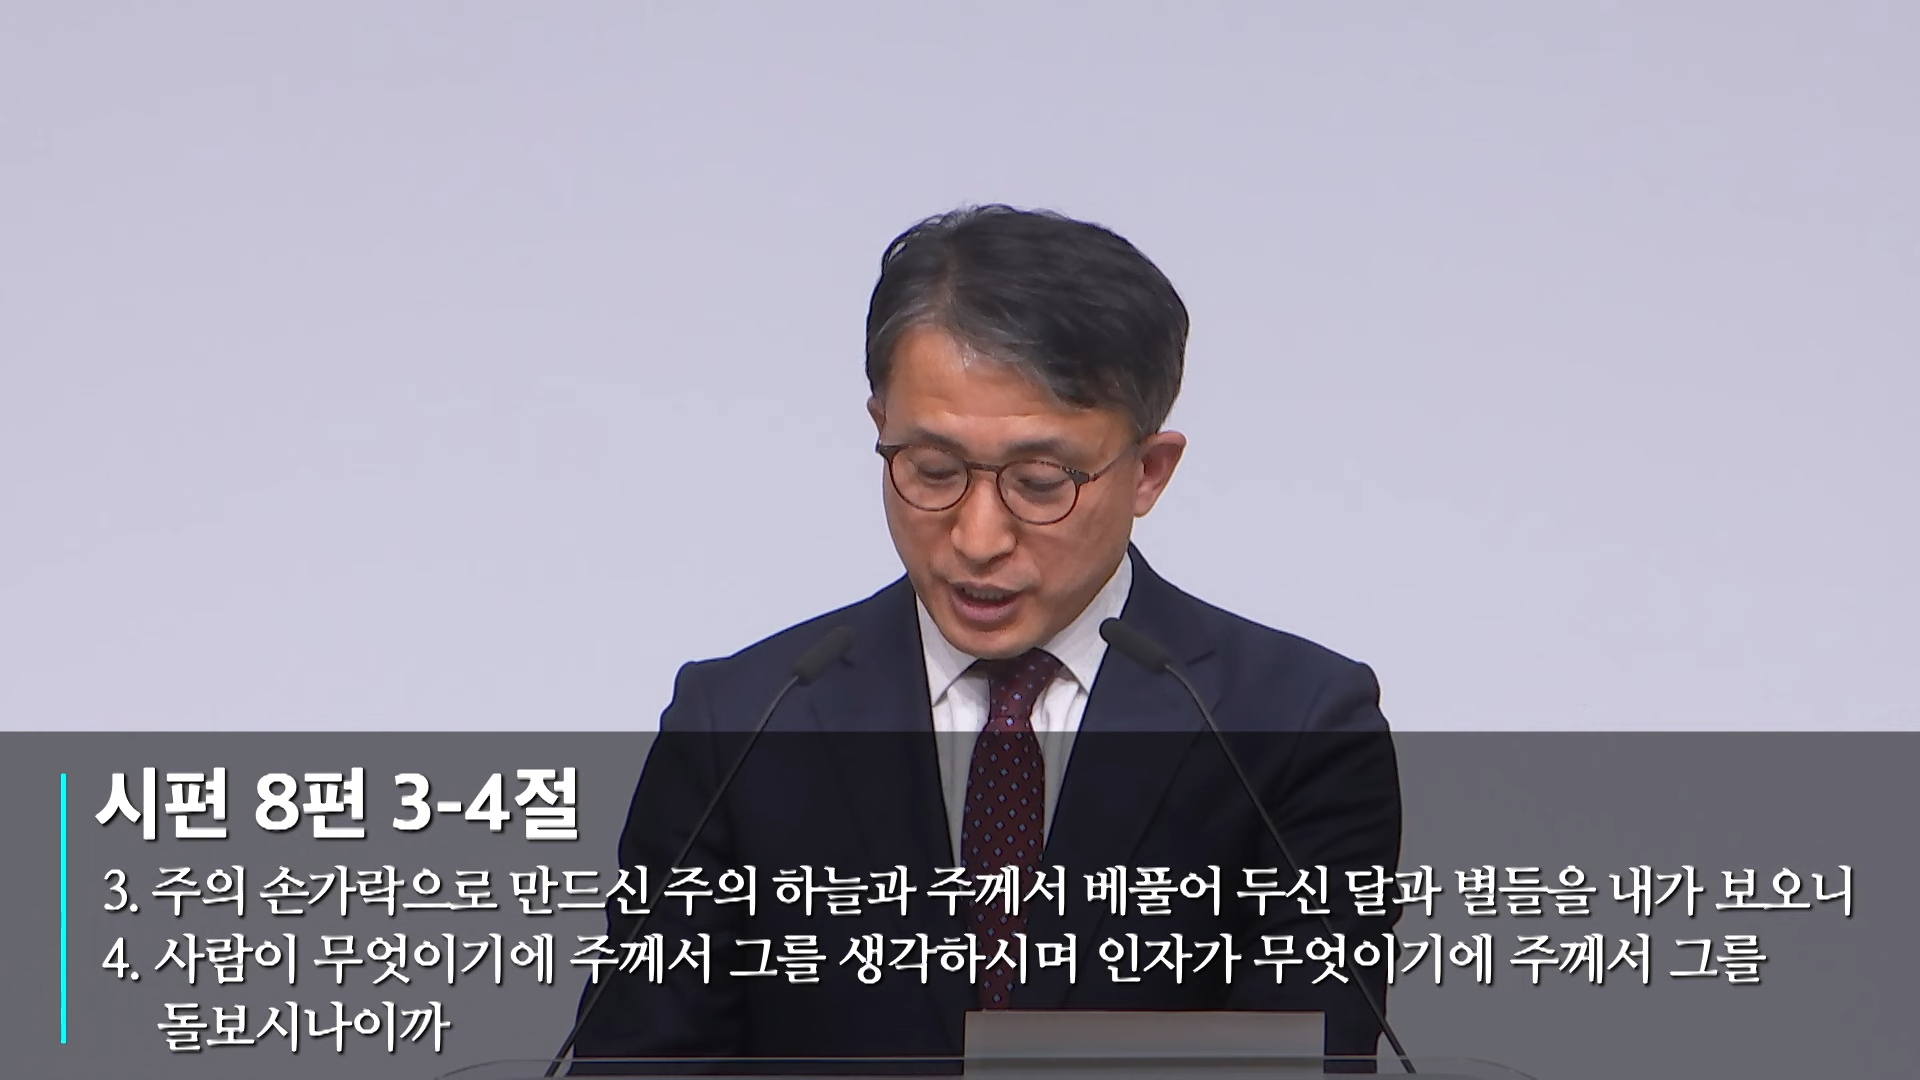 시편 8편 3-4절
3. 주의 손가락으로 만드신 주의 하늘과 주께서 베풀어 두신 달과 별들을 내가 보오니
4. 사람이 무엇이기에 주께서 그를 생각하시며 인자가 무엇이기에 주께서 그를
돌보시나이까